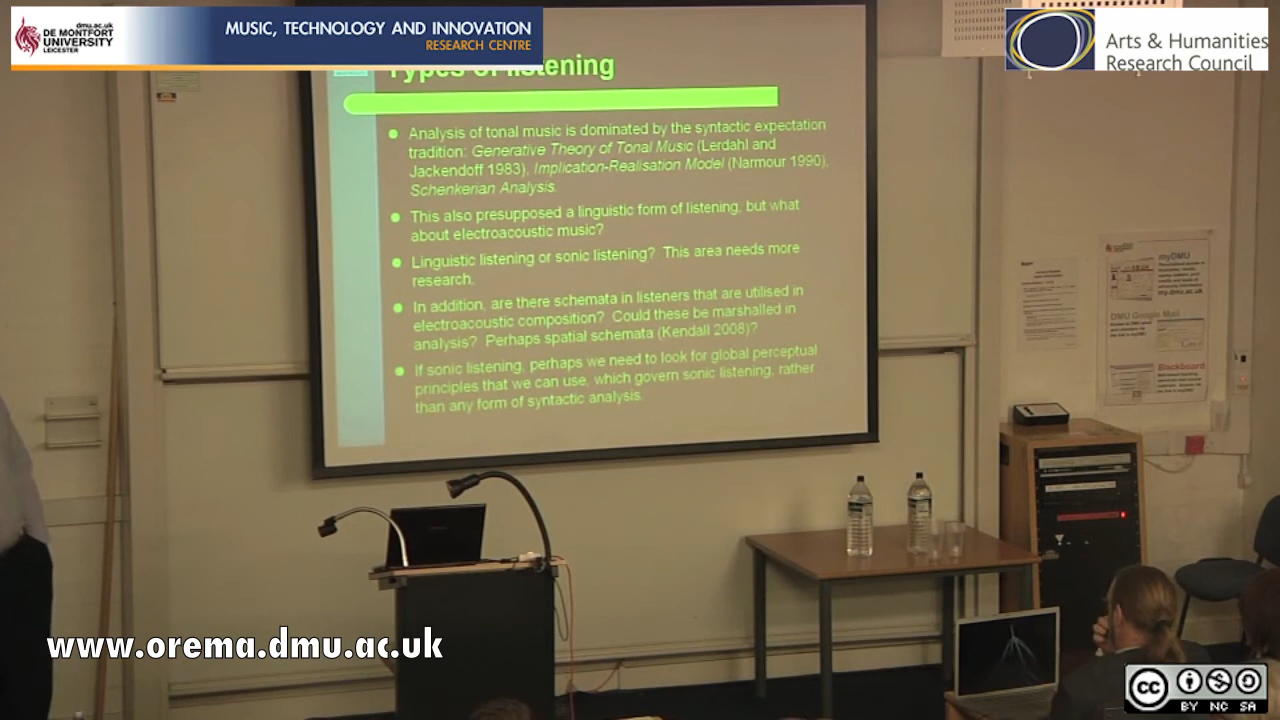 dmu.ac.uk
DE MONTFORT
UNIVERSITY
LEICESTER
MUSIC, TECHNOLOGY AND INNOVATION
RESEARCH CENTRE
Arts & Humanities
Research Council
Types of listening
Analysis of tonal music is dominated by the syntactic expectation
tradition: Generative Theory of Tonal Music (Lerdahl and
Jackendoff 1983), Implication-Realisation Model (Narmour 1990),
Schenkerian Analysis.
This also presupposed a linguistic form of listening, but what
about electroacoustic music?
Linguistic listening or sonic listening? This area needs more
research.
In addition, are there schemata in listeners that are utilised in
electroacoustic composition? Could these be marshalled in
analysis? Perhaps spatial schemata (Kendall 2008)?
If sonic listening, perhaps we need to look for global perceptual
principles that we can use, which govern sonic listening, rather
than any form of syntactic analysis.
myDMU
my.dmu.ac.uk
DMU Google Mail
Blackboard
www.orema.dmu.ac.uk
cc
BY NC SA